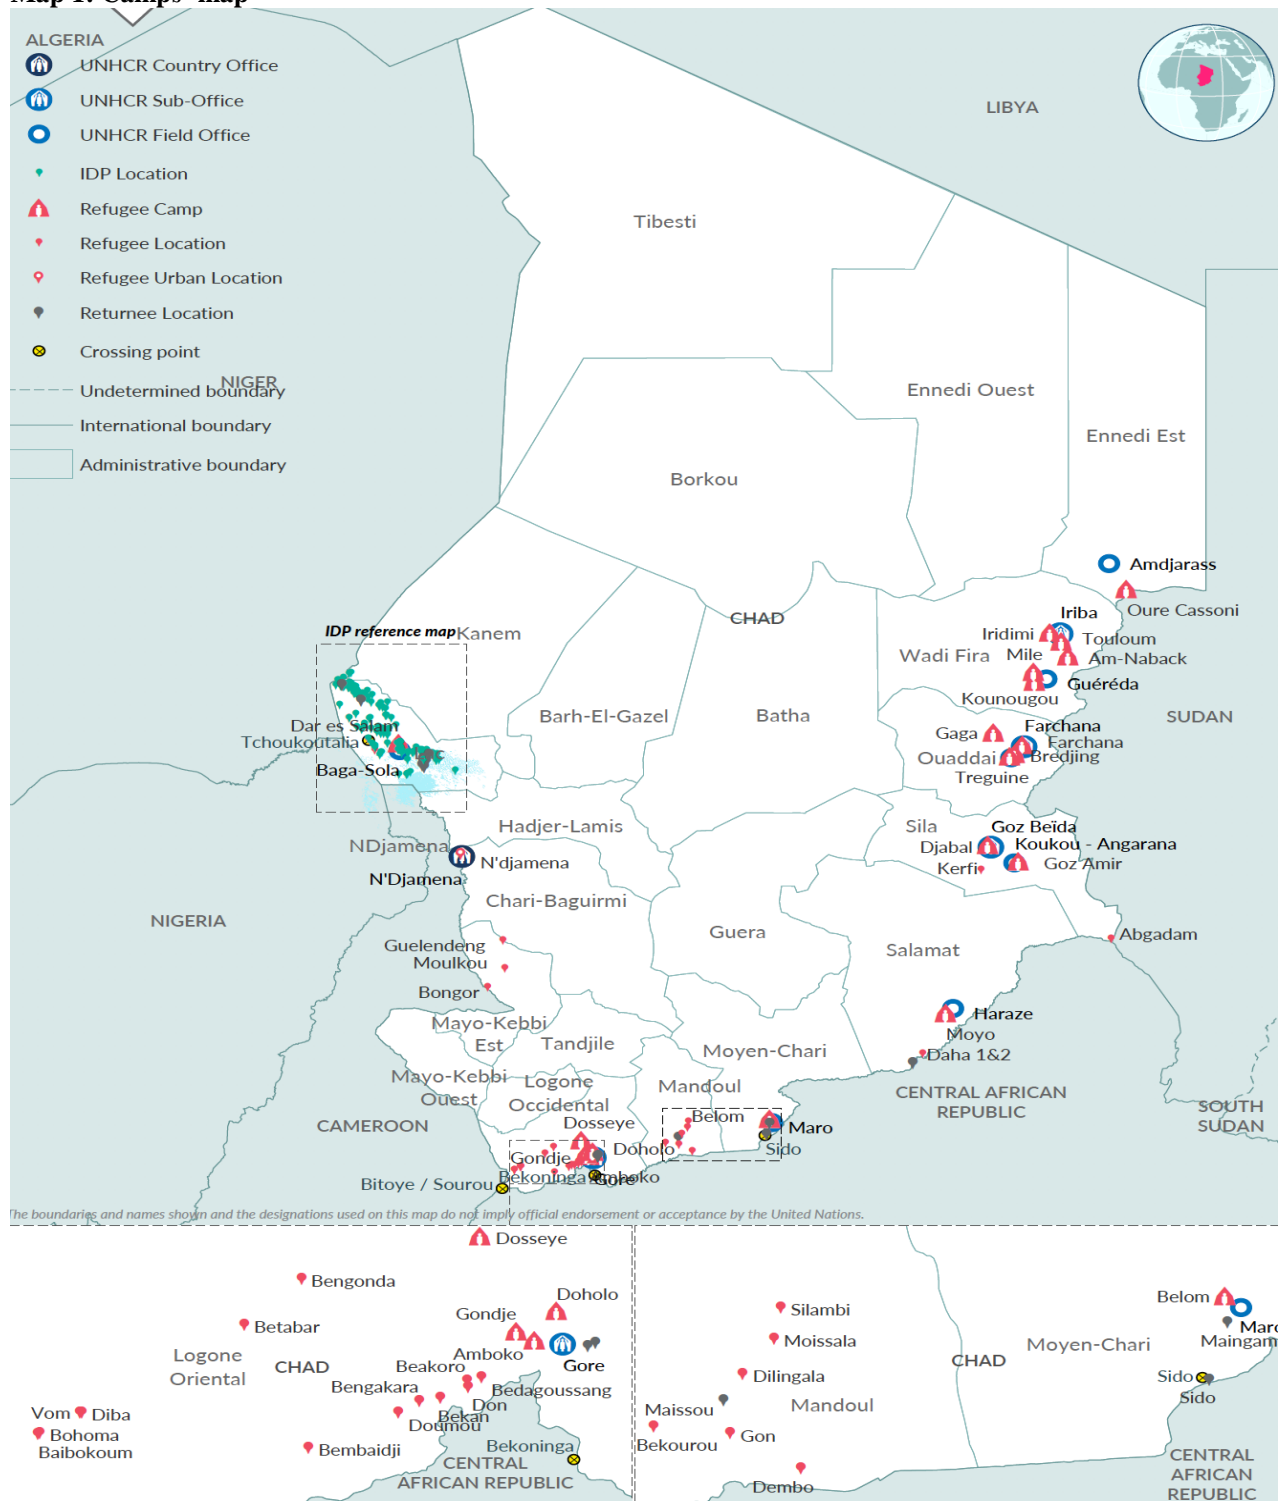 Map 1: Camps' map
ALGERIA
UNHCR Country Office
UNHCR Sub-Office
UNHCR Field Office
IDP Location
Refugee Camp
Refugee Location
Refugee Urban Location
Returnee Location
Crossing point
Undetermined boundary
International boundary
Administrative boundary
NIGER
LIBYA
Tibesti
Ennedi Ouest
Ennedi Est
Borkou
Amdjarass
Oure Cassoni
Iriba
Iridimi
Touloum
Mile
Am-Naback
Wadi Fira
Guéréda
Kounougou
CHAD
IDP reference map
Kanem
Barh-El-Gazel
Batha
SUDAN
Dar es Salam
Tchoukoutalia
Baga-Sola
Gaga
Farchana
Farchana
Ouaddai
Bredjing
Treguine
Hadjer-Lamis
Sila
Goz Beïda
Djabal
Koukou - Angarana
Kerfi
Goz Amir
NDjamena
N'djamena
N'Djamena
Chari-Baguirmi
NIGERIA
Guera
Salamat
Abgadam
Guelendeng
Moulkou
Bongor
Haraze
Moyo
Daha 1&2
Mayo-Kebbi
Est
Tandjile
Moyen-Chari
Mayo-Kebbi
Ouest
Logone
Occidental
Mandoul
CENTRAL AFRICAN
REPUBLIC
SOUTH
SUDAN
CAMEROON
Dosseye
Belom
Maro
Sido
Gondje
Doholo
Bekoninga
Amboko
Gore
Bitoye / Sourou
The boundaries and names shown and the designations used on this map do not imply official endorsement or acceptance by the United Nations.
Dosseye
Bengonda
Doholo
Gondje
Betabar
Amboko
Gore
Logone
Oriental
CHAD
Beakoro
Bengakara
Bedagoussang
Don
Bekan
Doumou
Vom
Diba
Bohoma
Baibokoum
Bembaidji
Bekoninga
CENTRAL
AFRICAN REPUBLIC
Silambi
Moissala
Dilingala
Maissou
Mandoul
Bekourou
Gon
Dembo
Belom
Maro
Maingam
Moyen-Chari
CHAD
Sido
Sido
CENTRAL
AFRICAN
REPUBLIC